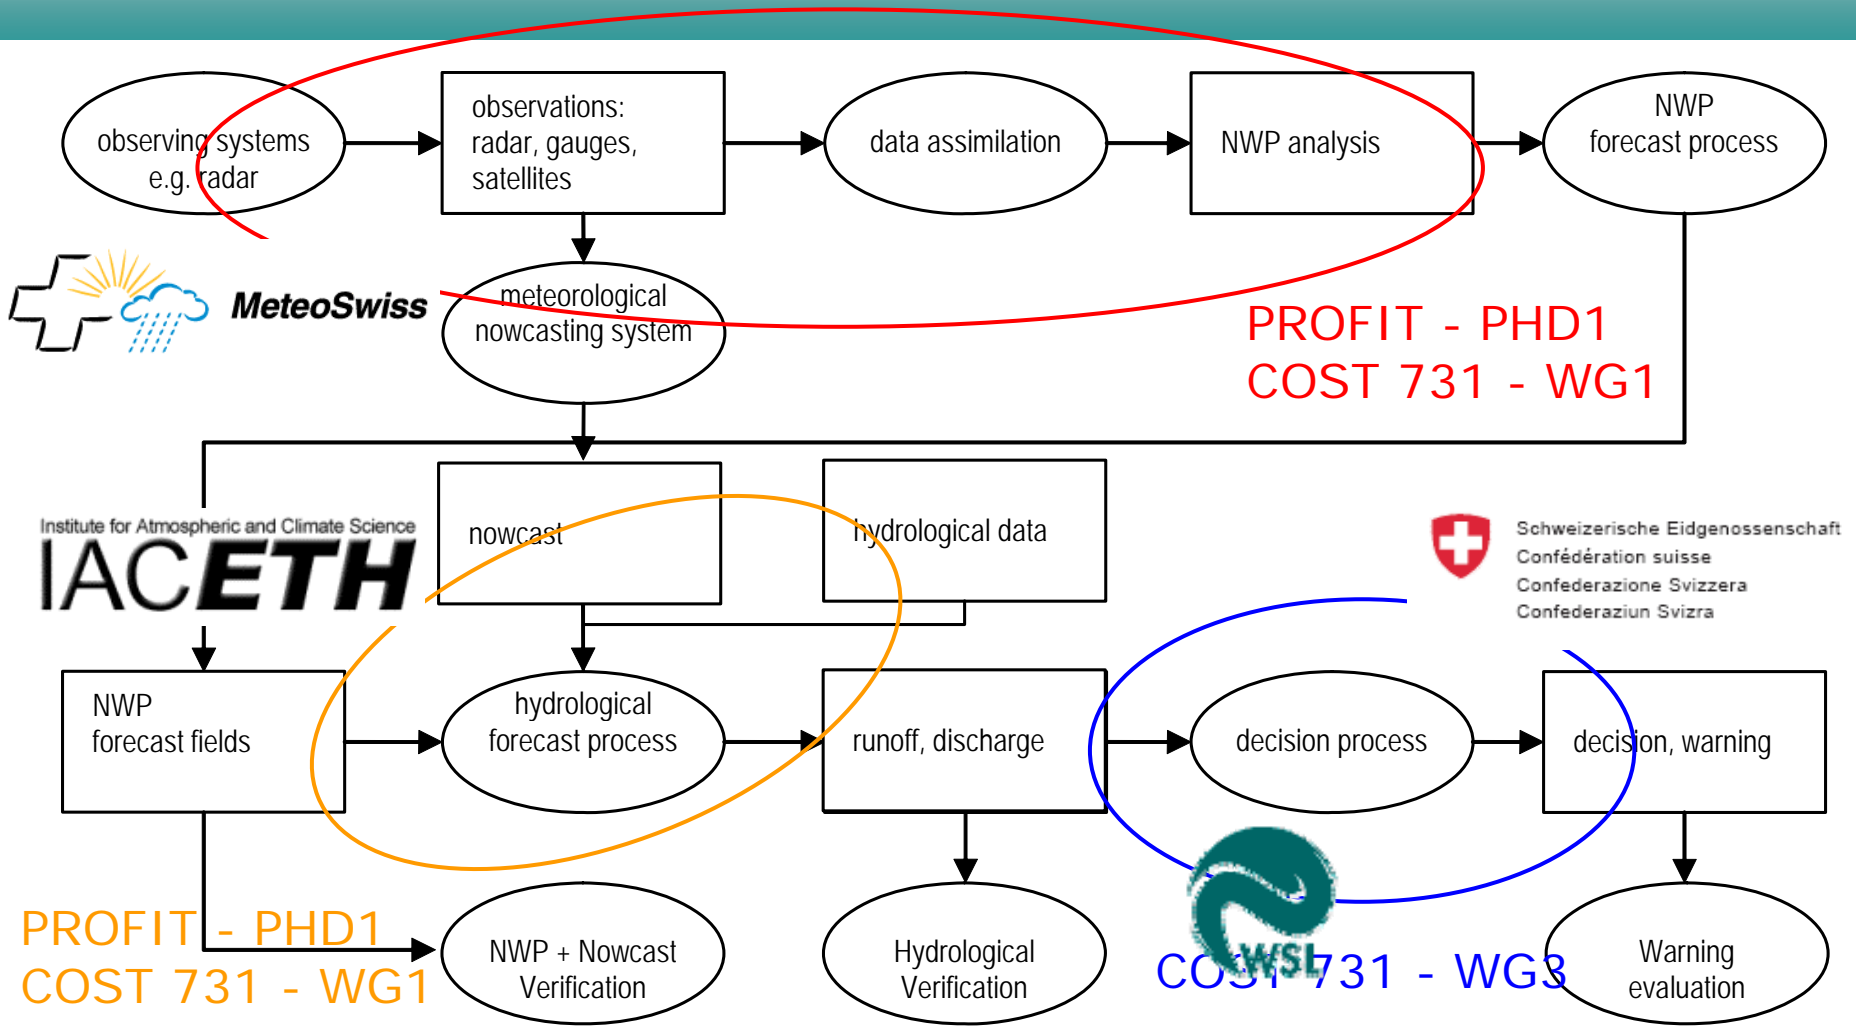 observing systems
e.g. radar
observations:
radar, gauges,
satellites
data assimilation
NWP analysis
NWP
forecast process
MeteoSwiss
meteorological
nowcasting system
PROFIT - PHD1
COST 731 - WG1
Institute for Atmospheric and Climate Science
IACETH
nowcast
hydrological data
Schweizerische Eidgenossenschaft
Confédération suisse
Confederazione Svizzera
Confederaziun Svizra
NWP
forecast fields
hydrological
forecast process
runoff, discharge
decision process
decision, warning
PROFIT - PHD1
COST 731 - WG1
NWP + Nowcast
Verification
Hydrological
Verification
WSL
COST 731 - WG3
Warning
evaluation